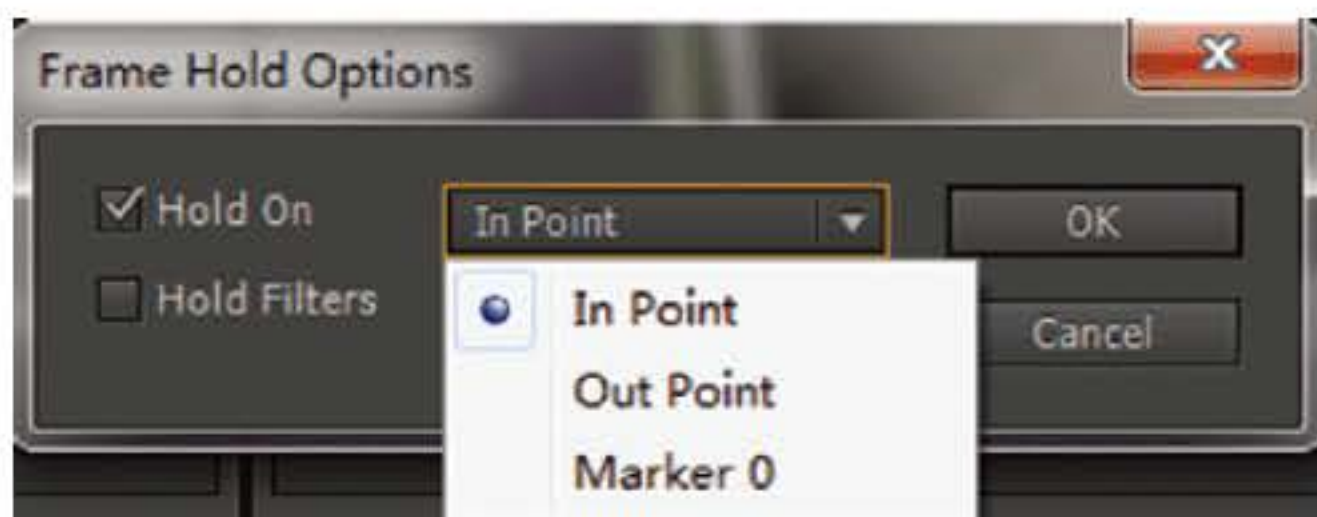 Frame Hold Options
Hold On
In Point
OK
Hold Filters
In Point
Cancel
Out Point
Marker 0